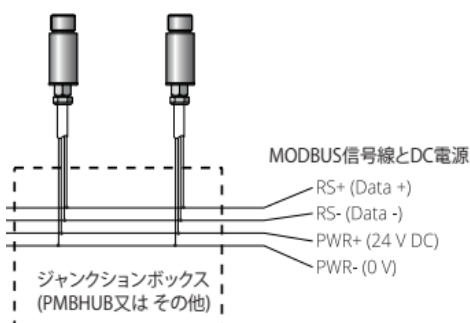 MODBUS信号線とDC電源
RS+ (Data +)
RS- (Data -)
PWR+ (24 V DC)
PWR- (0 V)
ジャンクションボックス
(PMBHUB又は その他)